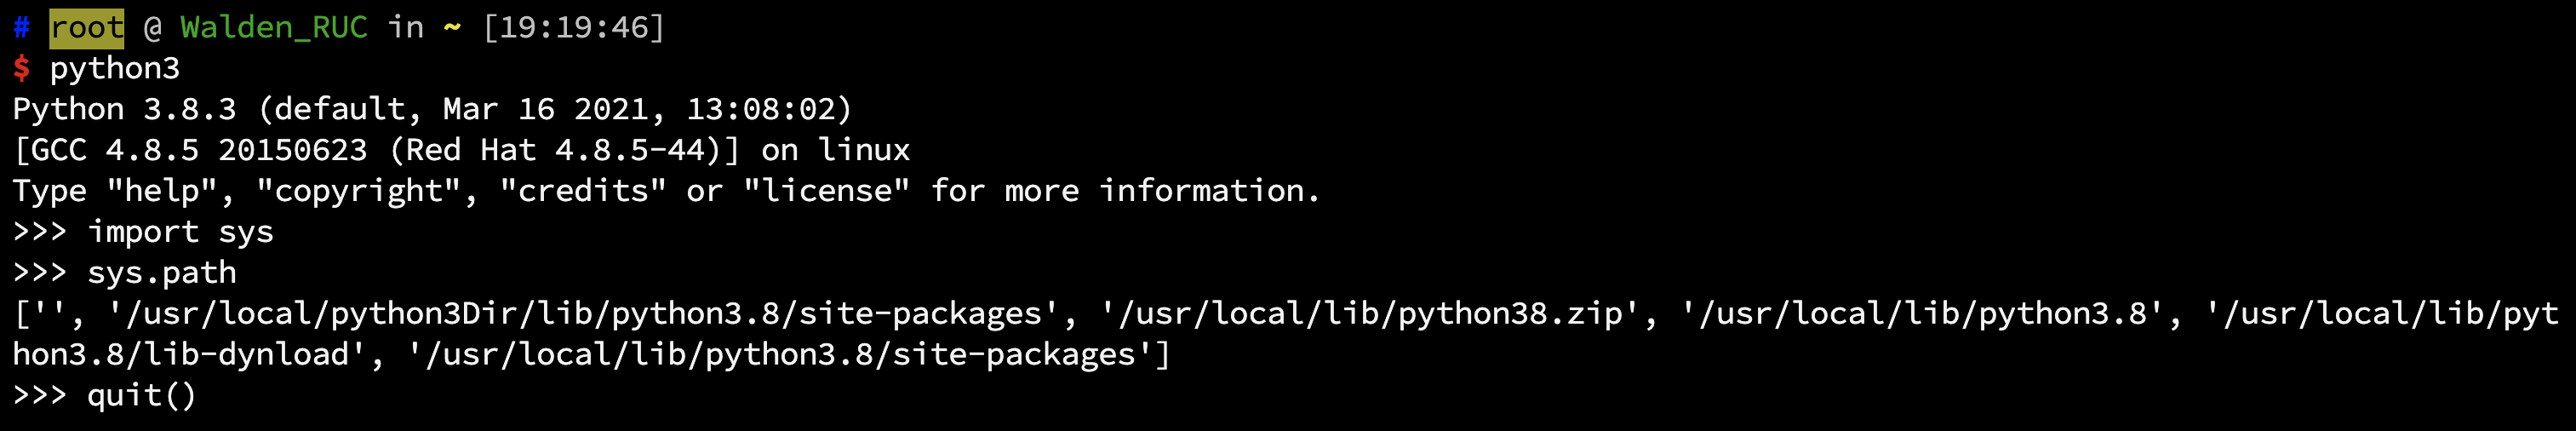 # root @ Walden_RUC in ~ [19:19:46]
$ python3
Python 3.8.3 (default, Mar 16 2021, 13:08:02)
[GCC 4.8.5 20150623 (Red Hat 4.8.5-44)] on linux
Type "help", "copyright", "credits" or "license" for more information.
>>> import sys
>>> sys.path
['', '/usr/local/python3Dir/lib/python3.8/site-packages', '/usr/local/lib/python38.zip', '/usr/local/lib/python3.8', '/usr/local/lib/pyt
hon3.8/lib-dynload', '/usr/local/lib/python3.8/site-packages']
>>> quit()